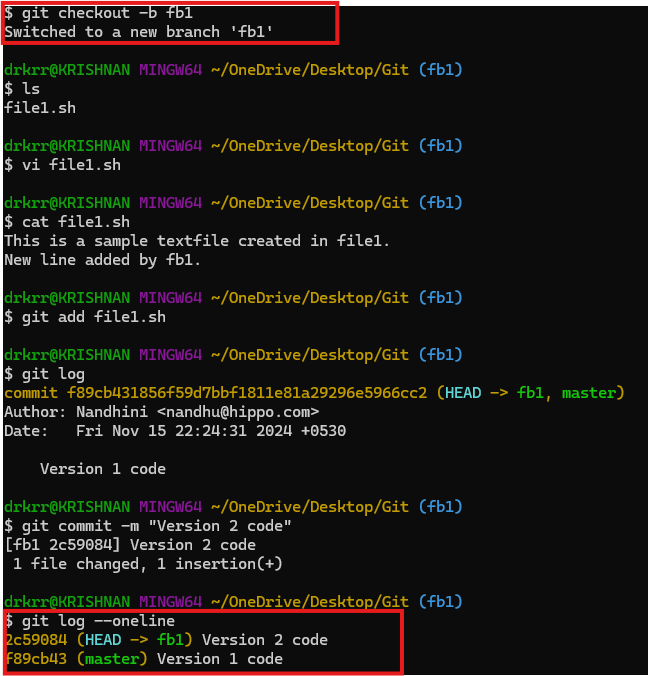 $ git checkout -b fb1
Switched to a new branch 'fb1'
drkrr@KRISHNAN MINGW64 ~/OneDrive/Desktop/Git (fb1)
$ ls
file1.sh
drkrr@KRISHNAN MINGW64 ~/OneDrive/Desktop/Git (fb1)
$ vi file1.sh
drkrr@KRISHNAN MINGW64 ~/OneDrive/Desktop/Git (fb1)
$ cat file1.sh
This is a sample textfile created in file1.
New line added by fb1.
drkrr@KRISHNAN MINGW64 ~/OneDrive/Desktop/Git (fb1)
$ git add file1.sh
drkrr@KRISHNAN MINGW64 ~/OneDrive/Desktop/Git (fb1)
$ git log
commit f89cb431856f59d7bbf1811e81a29296e5966cc2 (HEAD -> fb1, master)
Author: Nandhini <nandhu@hippo.com>
Date:   Fri Nov 15 22:24:31 2024 +0530
    Version 1 code
drkrr@KRISHNAN MINGW64 ~/OneDrive/Desktop/Git (fb1)
$ git commit -m "Version 2 code"
[fb1 2c59084] Version 2 code
 1 file changed, 1 insertion(+)
drkrr@KRISHNAN MINGW64 ~/OneDrive/Desktop/Git (fb1)
$ git log --oneline
2c59084 (HEAD -> fb1) Version 2 code
f89cb43 (master) Version 1 code